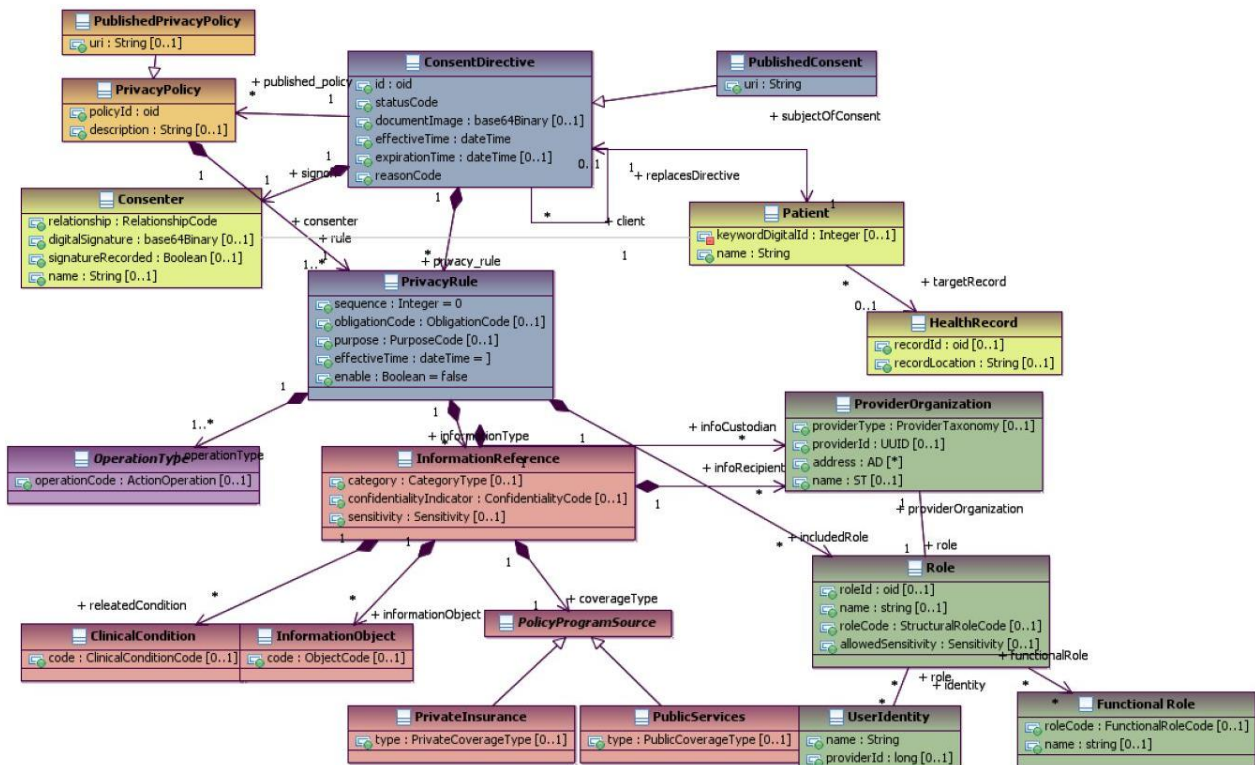 PublishedPrivacyPolicy
uri : String [0..1]
PrivacyPolicy
policyId : oid
description : String [0..1]
+ published_policy
*
1
ConsentDirective
id : oid
statusCode
documentImage : base64Binary [0..1]
effectiveTime : dateTime
expirationTime : dateTime [0..1]
reasonCode
PublishedConsent
uri : String
+ subjectOfConsent
0..1
1
+ replacesDirective
1
*
+ client
1
1
+ signon
1
1
Consenter
relationship : RelationshipCode
digitalSignature : base64Binary [0..1]
signatureRecorded : Boolean [0..1]
name : String [0..1]
+ consenter
+ rule
1
1..*
1
*
+ privacy_rule
1
Patient
keywordDigitalId : Integer [0..1]
name : String
*
+ targetRecord
0..1
HealthRecord
recordId : oid [0..1]
recordLocation : String [0..1]
PrivacyRule
sequence : Integer = 0
obligationCode : ObligationCode [0..1]
purpose : PurposeCode [0..1]
effectiveTime : dateTime = ]
enable : Boolean = false
1
1..*
+ operationType
OperationType
operationCode : ActionOperation [0..1]
1
*
+ informationType
1
+ infoCustodian
*
InformationReference
1
category : CategoryType [0..1]
confidentialityIndicator : ConfidentialityCode [0..1]
sensitivity : Sensitivity [0..1]
+ infoRecipient
1
*
ProviderOrganization
providerType : ProviderTaxonomy [0..1]
providerId : UUID [0..1]
address : AD [*]
name : ST [0..1]
1
+ providerOrganization
+ includedRole
*
1
+ role
Role
roleId : oid [0..1]
name : string [0..1]
roleCode : StructuralRoleCode [0..1]
allowedSensitivity : Sensitivity [0..1]
1
1
1
*
+ releatedCondition
*
+ informationObject
+ coverageType
1
ClinicalCondition
code : ClinicalConditionCode [0..1]
InformationObject
code : ObjectCode [0..1]
PolicyProgramSource
PrivateInsurance
type : PrivateCoverageType [0..1]
PublicServices
type : PublicCoverageType [0..1]
+ role
*
+ identity
*
+ functionalRole
*
*
UserIdentity
name : String
providerId : long [0..1]
Functional Role
roleCode : FunctionalRoleCode [0..1]
name : string [0..1]